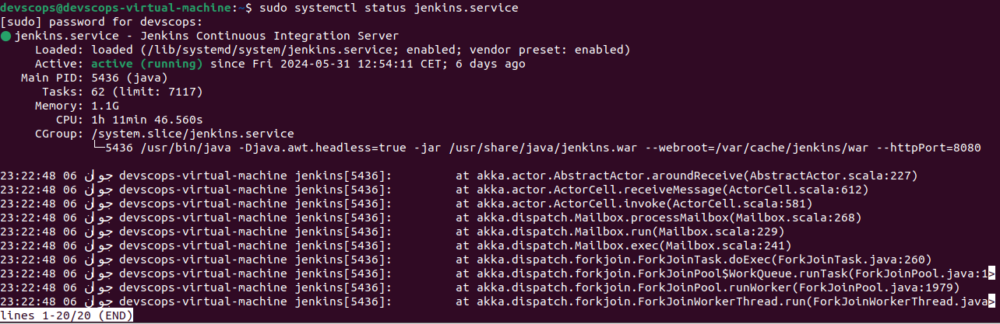 devscops@devscops-virtual-machine:~$ sudo systemctl status jenkins.service
[sudo] password for devscops:
● jenkins.service - Jenkins Continuous Integration Server
     Loaded: loaded (/lib/systemd/system/jenkins.service; enabled; vendor preset: enabled)
     Active: active (running) since Fri 2024-05-31 12:54:11 CET; 6 days ago
   Main PID: 5436 (java)
      Tasks: 62 (limit: 7117)
     Memory: 1.1G
        CPU: 1h 11min 46.560s
     CGroup: /system.slice/jenkins.service
             └─5436 /usr/bin/java -Djava.awt.headless=true -jar /usr/share/java/jenkins.war --webroot=/var/cache/jenkins/war --httpPort=8080
23:22:48 06 جوان devscops-virtual-machine jenkins[5436]:         at akka.actor.AbstractActor.aroundReceive(AbstractActor.scala:227)
23:22:48 06 جوان devscops-virtual-machine jenkins[5436]:         at akka.actor.ActorCell.receiveMessage(ActorCell.scala:612)
23:22:48 06 جوان devscops-virtual-machine jenkins[5436]:         at akka.actor.ActorCell.invoke(ActorCell.scala:581)
23:22:48 06 جوان devscops-virtual-machine jenkins[5436]:         at akka.dispatch.Mailbox.processMailbox(Mailbox.scala:268)
23:22:48 06 جوان devscops-virtual-machine jenkins[5436]:         at akka.dispatch.Mailbox.run(Mailbox.scala:229)
23:22:48 06 جوان devscops-virtual-machine jenkins[5436]:         at akka.dispatch.Mailbox.exec(Mailbox.scala:241)
23:22:48 06 جوان devscops-virtual-machine jenkins[5436]:         at akka.dispatch.forkjoin.ForkJoinTask.doExec(ForkJoinTask.java:260)
23:22:48 06 جوان devscops-virtual-machine jenkins[5436]:         at akka.dispatch.forkjoin.ForkJoinPool$WorkQueue.runTask(ForkJoinPool.java:1>
23:22:48 06 جوان devscops-virtual-machine jenkins[5436]:         at akka.dispatch.forkjoin.ForkJoinPool.runWorker(ForkJoinPool.java:1979)
23:22:48 06 جوان devscops-virtual-machine jenkins[5436]:         at akka.dispatch.forkjoin.ForkJoinWorkerThread.run(ForkJoinWorkerThread.java>
lines 1-20/20 (END)